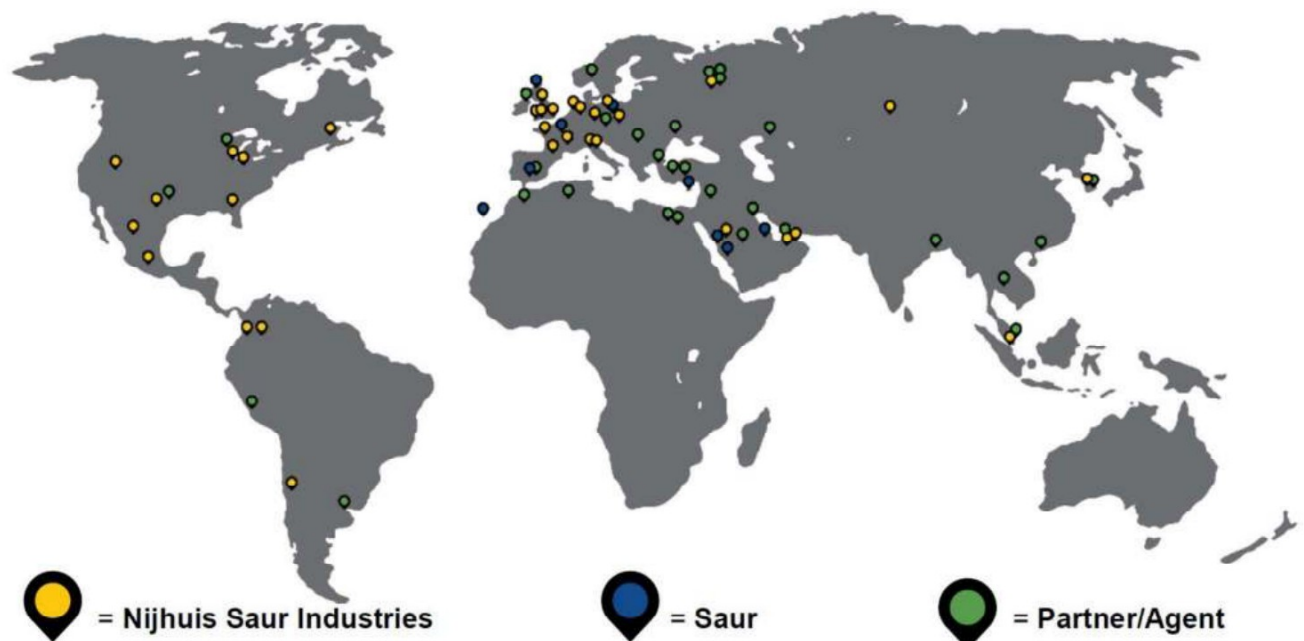 = Nijhuis Saur Industries
= Saur
= Partner/Agent